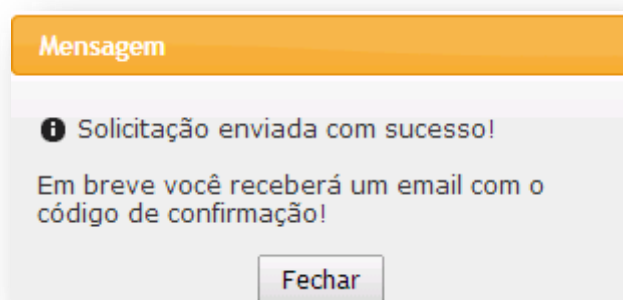 Mensagem
Solicitação enviada com sucesso!
Em breve você receberá um email com o
código de confirmação!
Fechar